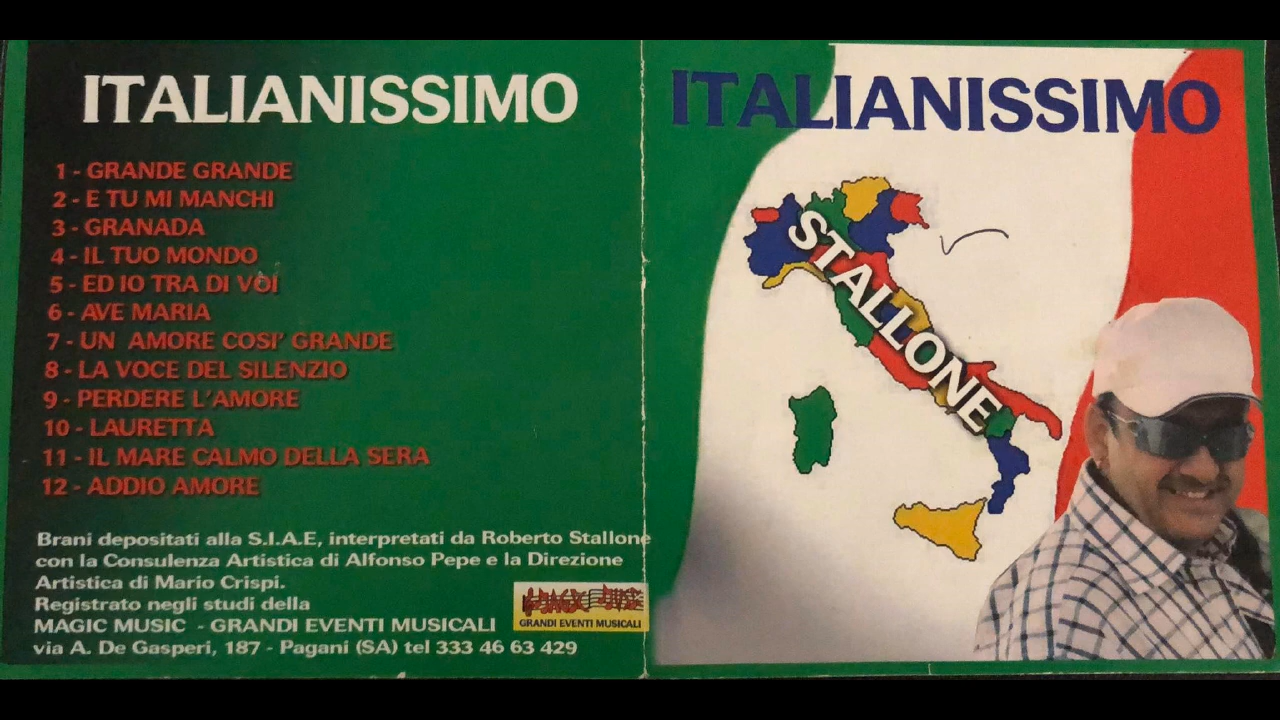 ITALIANISSIMO
1 - GRANDE GRANDE
2 - E TU MI MANCHI
3 - GRANADA
4 - IL TUO MONDO
5 - ED IO TRA DI VOI
6 - AVE MARIA
7 - UN AMORE COSI' GRANDE
8 - LA VOCE DEL SILENZIO
9 - PERDERE L'AMORE
10 - LAURETTA
11 - IL MARE CALMO DELLA SERA
12 - ADDIO AMORE
Brani depositati alla S.I.A.E, interpretati da Roberto Stallone
con la Consulenza Artistica di Alfonso Pepe e la Direzione
Artistica di Mario Crispi.
Registrato negli studi della
MAGIC MUSIC - GRANDI EVENTI MUSICALI
via A. De Gasperi, 187 - Pagani (SA) tel 333 46 63 429
GRANDI EVENTI MUSICALI
ITALIANISSIMO
STALLONE